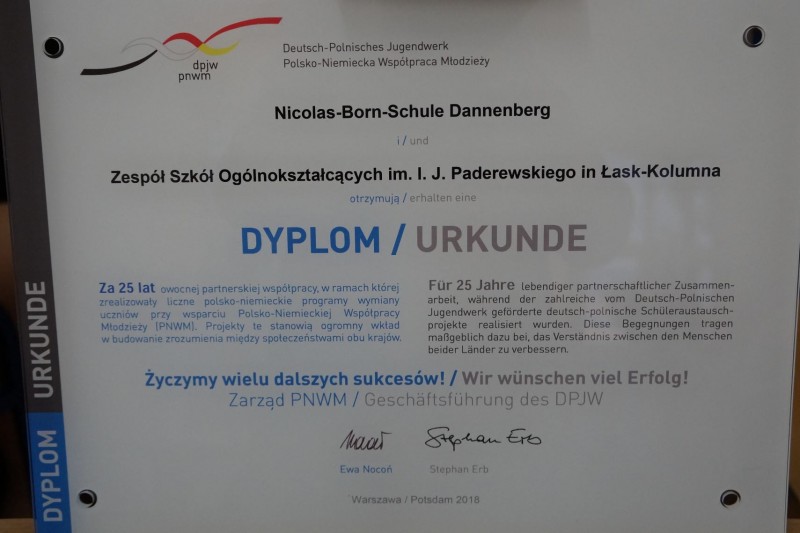 dpjw
pnwm
Deutsch-Polnisches Jugendwerk
Polsko-Niemiecka Współpraca Młodzieży
Nicolas-Born-Schule Dannenberg
i / und
Zespół Szkół Ogólnokształcących im. I. J. Paderewskiego in Łask-Kolumna
otrzymują / erhalten eine
DYPLOM / URKUNDE
Za 25 lat owocnej partnerskiej współpracy, w ramach której
zrealizowały liczne polsko-niemieckie programy wymiany
uczniów przy wsparciu Polsko-Niemieckiej Współpracy
Młodzieży (PNWM). Projekty te stanowią ogromny wkład
w budowanie zrozumienia między społeczeństwami obu krajów.
Für 25 Jahre lebendiger partnerschaftlicher Zusammen-
arbeit, während der zahlreiche vom Deutsch-Polnischen
Jugendwerk geförderte deutsch-polnische Schüleraustausch-
projekte realisiert wurden. Diese Begegnungen tragen
maßgeblich dazu bei, das Verständnis zwischen den Menschen
beider Länder zu verbessern.
Życzymy wielu dalszych sukcesów! / Wir wünschen viel Erfolg!
Zarząd PNWM / Geschäftsführung des DPJW
Stephan Erb
Ewa Nocoń
Stephan Erb
Warszawa / Potsdam 2018
DYPLOM URKUNDE